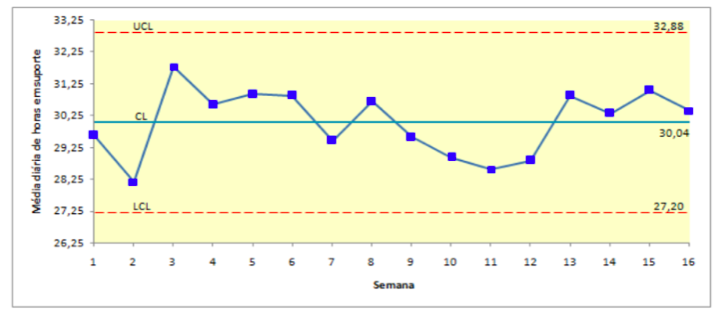 33,25
32,25
31,25
30,25
29,25
28,25
27,25
26,25
Média diária de horas em suporte
UCL
32,88
CL
30,04
LCL
27,20
1 2 3 4 5 6 7 8 9 10 11 12 13 14 15 16
Semana